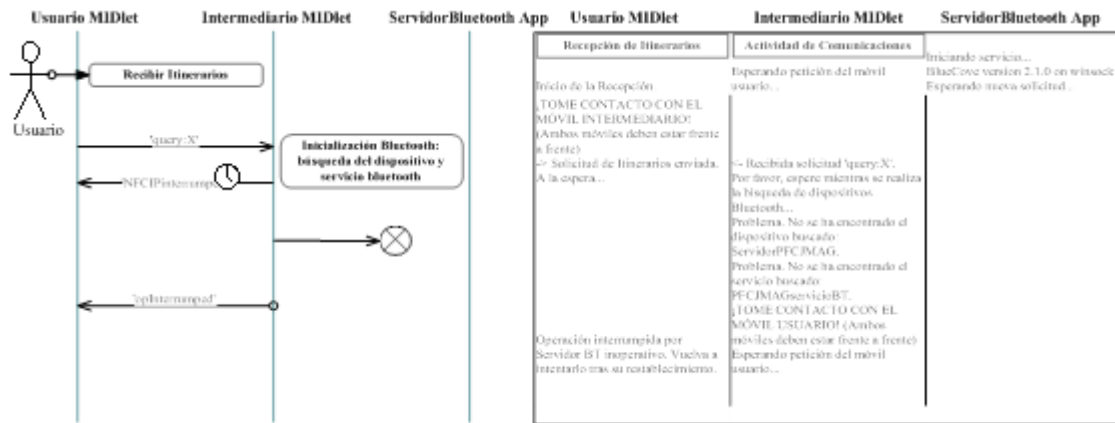 Usuario MIDlet
Intermediario MIDlet
ServidorBluetooth App
Recibir Itinerarios
Usuario
'query:X'
Inicialización Bluetooth:
búsqueda del dispositivo y
servicio bluetooth
'opInterrumped'
Usuario MIDlet
Intermediario MIDlet
ServidorBluetooth App
Recepción de Itinerarios
Actividad de Comunicaciones
Inicio de la Recepción
¡TOME CONTACTO CON EL
MÓVIL INTERMEDIARIO!
(Ambos móviles deben estar frente
a frente)
-> Solicitud de Itinerarios enviada.
A la espera...
Operación interrumpida por
Servidor BT inoperativo. Vuelva a
intentarlo tras su restablecimiento.
Esperando petición del móvil
usuario...
<- Recibida solicitud 'query:X'.
Por favor, espere mientras se realiza
la búsqueda de dispositivos
Bluetooth...
Problema. No se ha encontrado el
dispositivo buscado:
ServidorPFCJMAG.
Problema. No se ha encontrado el
servicio buscado:
PFCJMAGservicioBT.
¡TOME CONTACTO CON EL
MÓVIL USUARIO! (Ambos
móviles deben estar frente a frente)
Esperando petición del móvil
usuario...
Iniciando servicio...
BlueCove version 2.1.0 on winsock
Esperando nueva solicitud...